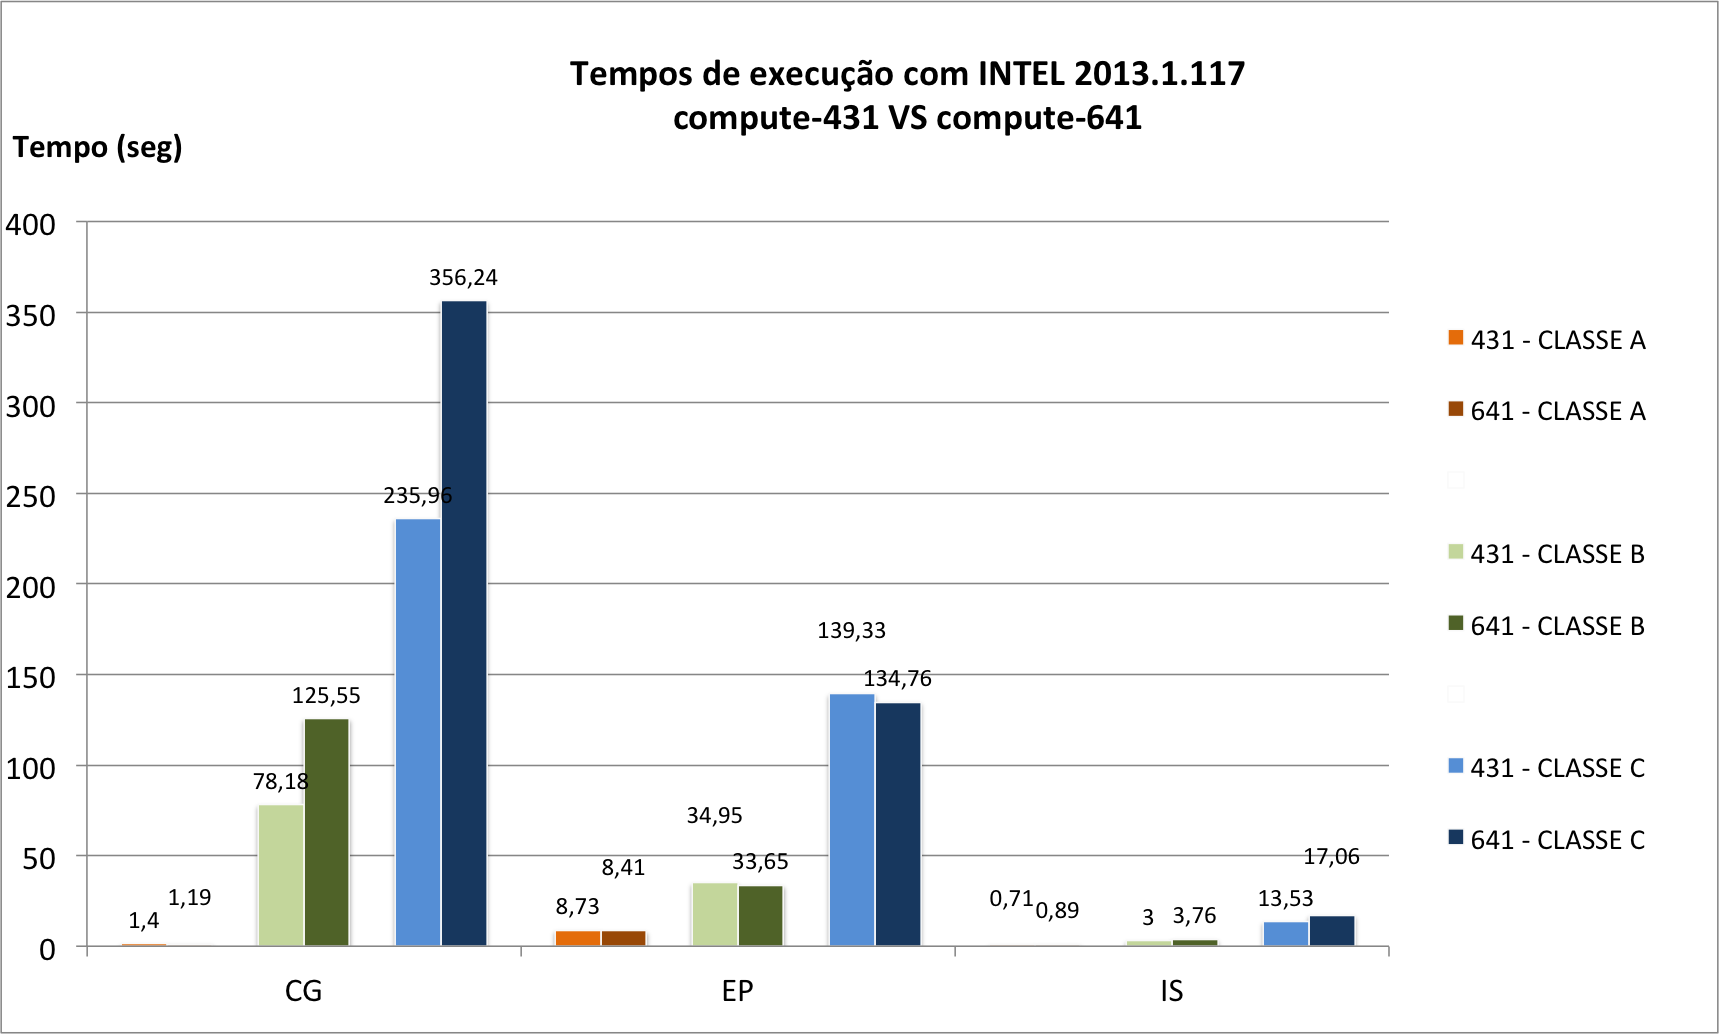 Tempos de execução com INTEL 2013.1.117
compute-431 VS compute-641
Tempo (seg)
400
350
300
250
200
150
100
50
0
1,4
1,19
78,18
125,55
235,96
356,24
8,73
8,41
34,95
33,65
139,33
134,76
0,71
0,89
3
3,76
13,53
17,06
CG
EP
IS
431 - CLASSE A
641 - CLASSE A
431 - CLASSE B
641 - CLASSE B
431 - CLASSE C
641 - CLASSE C